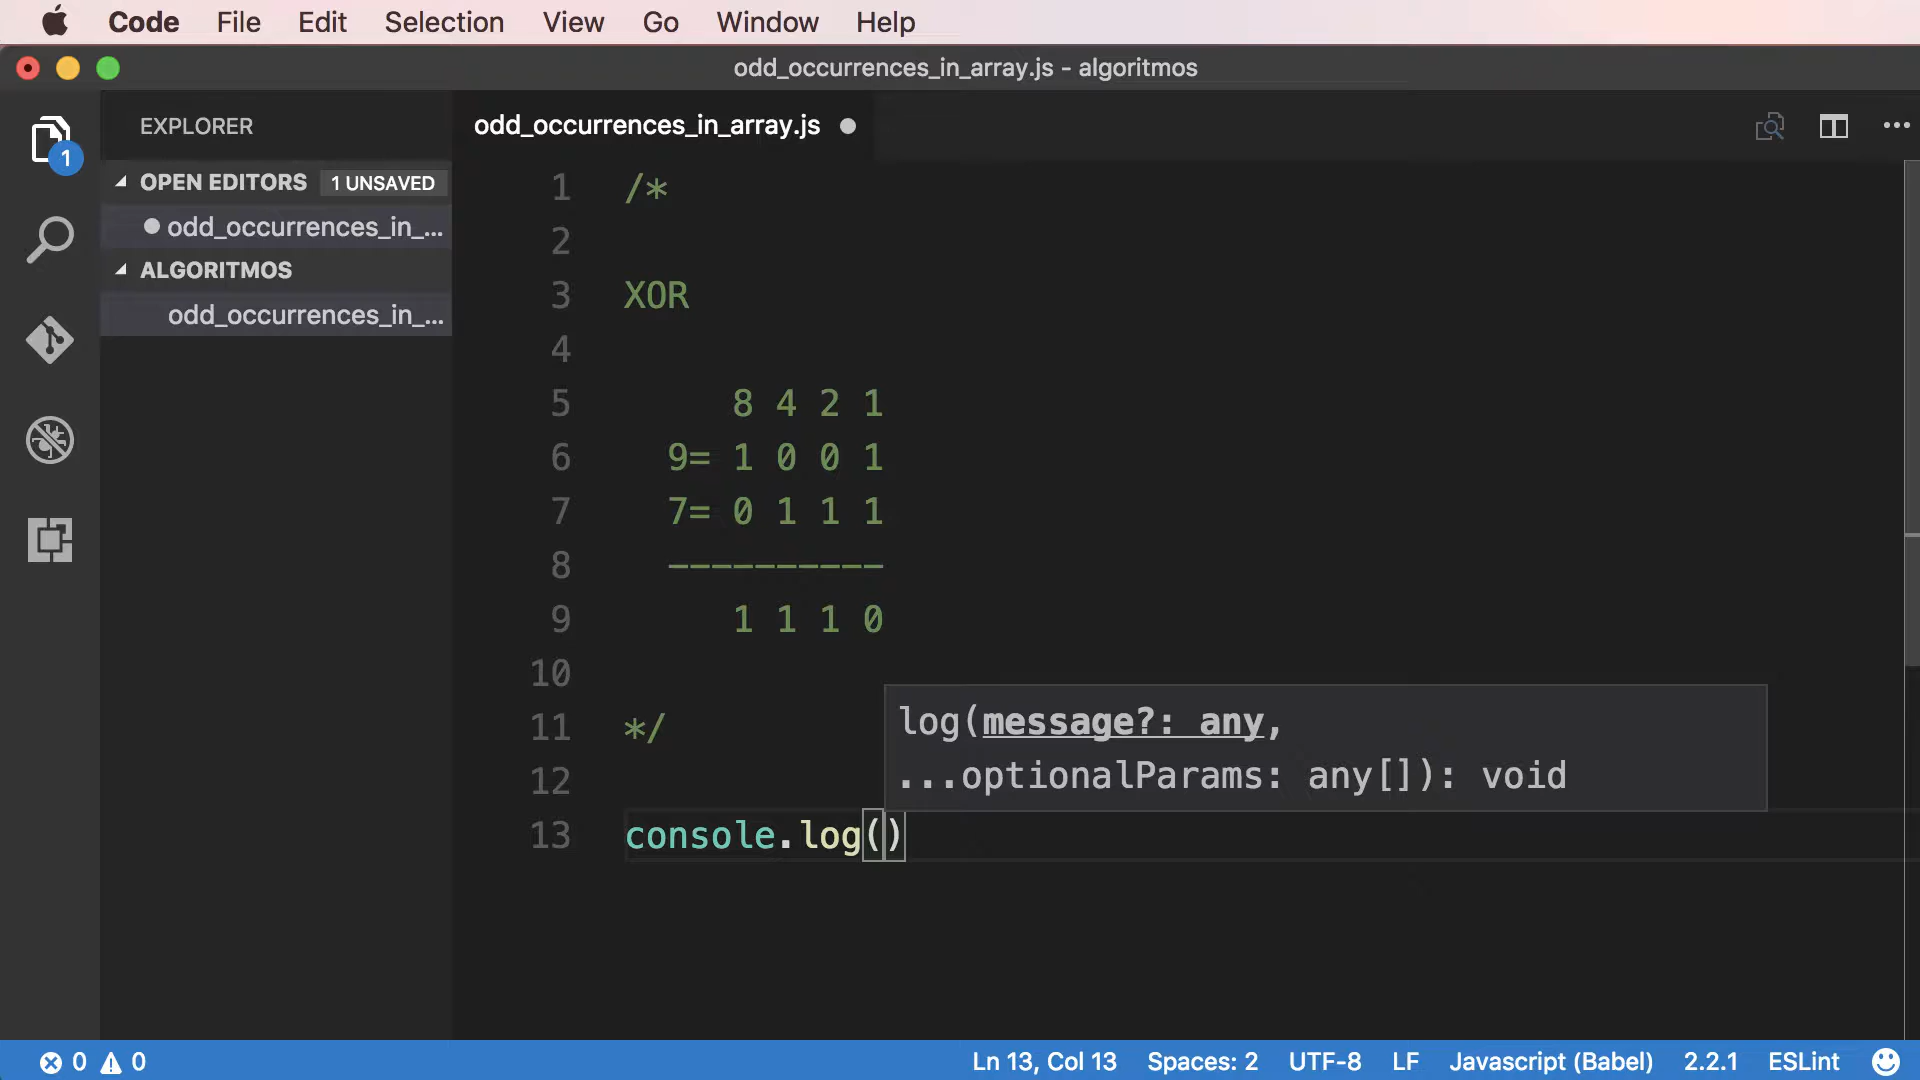 Code File Edit Selection View Go Window Help
odd_occurrences_in_array.js - algoritmos
EXPLORER
1
OPEN EDITORS 1 UNSAVED
odd_occurrences_in_...
ALGORITMOS
odd_occurrences_in_...
odd_occurrences_in_array.js
1 /*
2
3 XOR
4
5 8 4 2 1
6 9= 1 0 0 1
7 7= 0 1 1 1
8 ----------
9 1 1 1 0
10
11 */
12
13 console.log()
log(message?: any,
...optionalParams: any[]): void
0 0 Ln 13, Col 13 Spaces: 2 UTF-8 LF Javascript (Babel) 2.2.1 ESLint